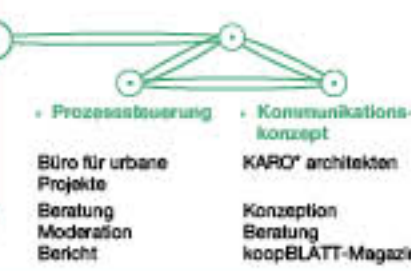 Prozesssteuerung
Büro für urbane
Projekte
Beratung
Moderation
Bericht
Kommunikations-
konzept
KARO* architekten
Konzeption
Beratung
koopBLATT-Magazi